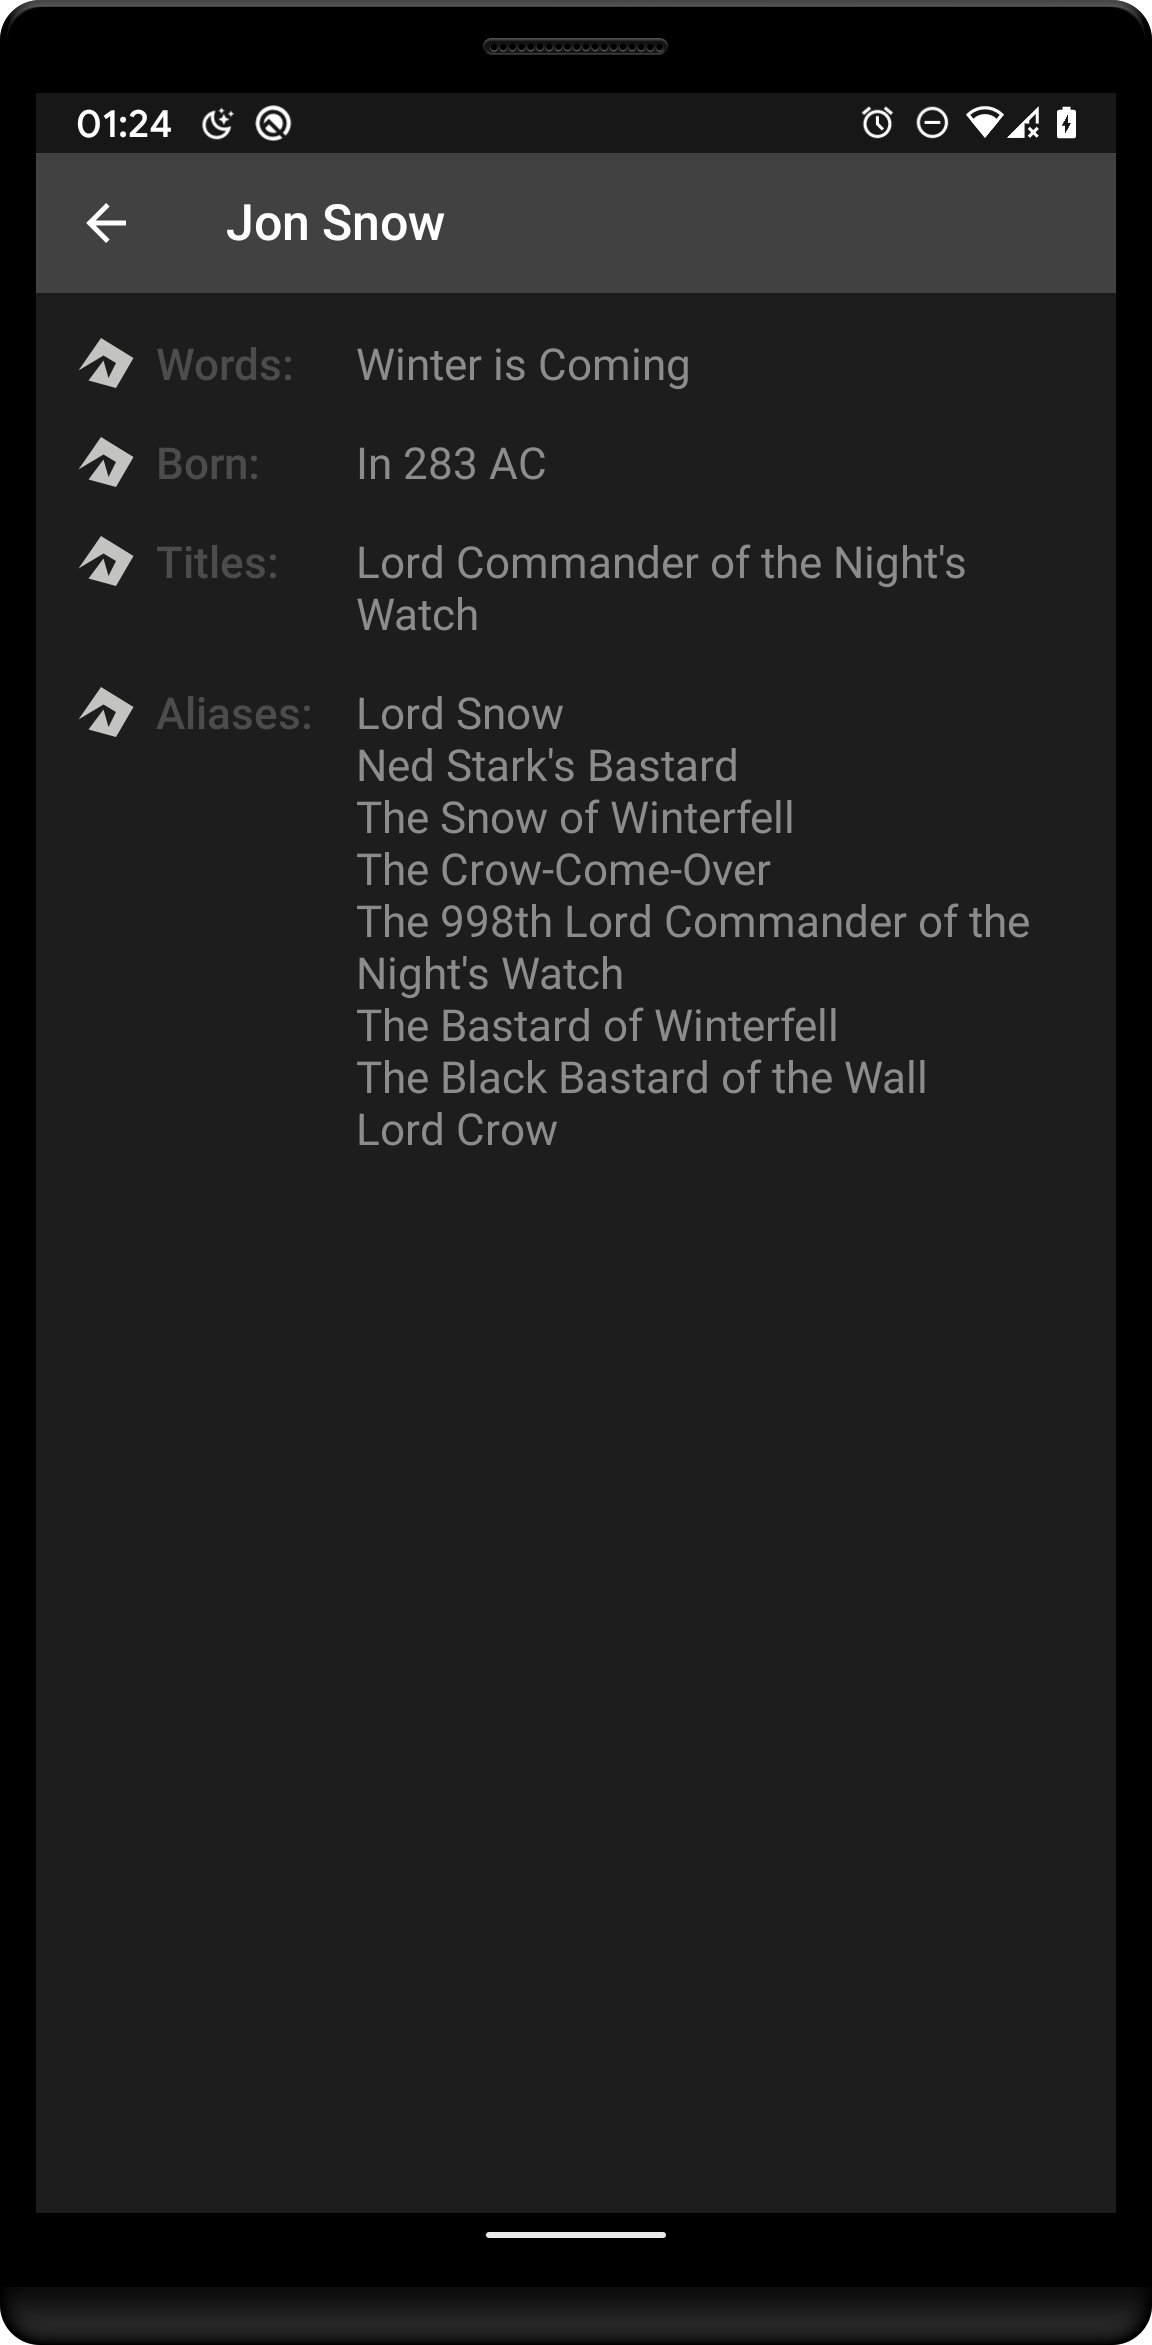 01:24
Jon Snow
Words: Winter is Coming
Born: In 283 AC
Titles: Lord Commander of the Night's
Watch
Aliases: Lord Snow
Ned Stark's Bastard
The Snow of Winterfell
The Crow-Come-Over
The 998th Lord Commander of the
Night's Watch
The Bastard of Winterfell
The Black Bastard of the Wall
Lord Crow